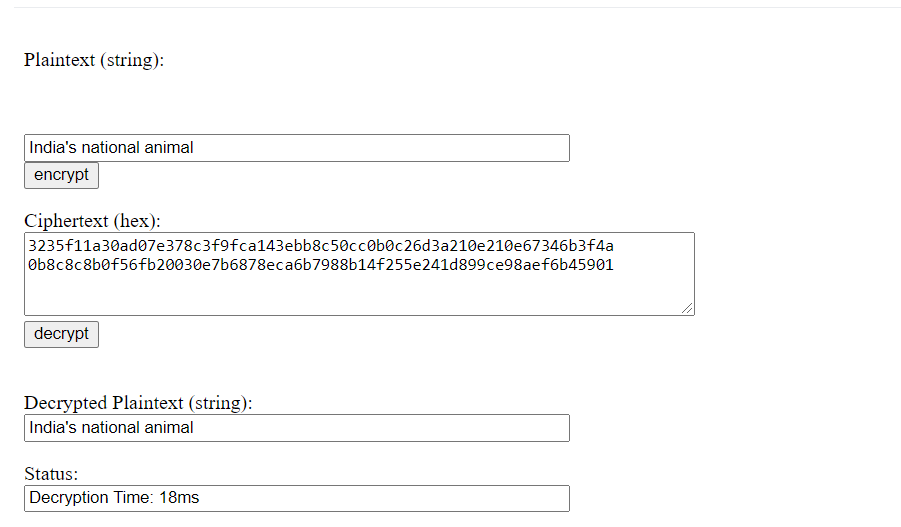 Plaintext (string):
India's national animal
encrypt
Ciphertext (hex):
3235f11a30ad07e378c3f9fca143ebb8c50cc0b0c26d3a210e210e67346b3f4a
0b8c8c8b0f56fb20030e7b6878eca6b7988b14f255e241d899ce98aef6b45901
decrypt
Decrypted Plaintext (string):
India's national animal
Status:
Decryption Time: 18ms